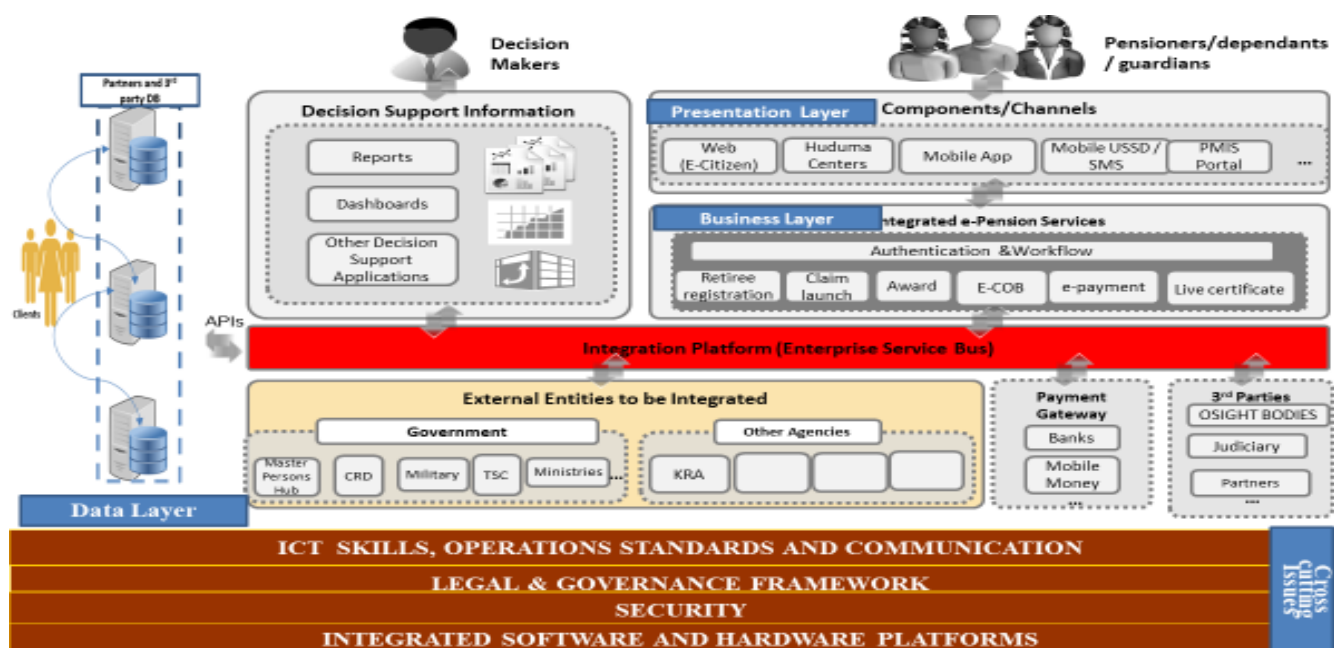 Decision
Makers
Pensioners/dependants
/ guardians
Partners and 3rd
party DB
Clients
APIs
Data Layer
Decision Support Information
Reports
Dashboards
Other Decision
Support
Applications
Presentation Layer
Components/Channels
Web
(E-Citizen)
Huduma
Centers
Mobile App
Mobile USSD /
SMS
PMIS
Portal
...
Business Layer
ntegrated e-Pension Services
Authentication &Workflow
Retiree
registration
Claim
launch
Award
E-COB
e-payment
Live certificate
Integration Platform (Enterprise Service Bus)
External Entities to be Integrated
Government
Master
Persons
Hub
CRD
Military
TSC
Ministries
...
Other Agencies
KRA
Payment
Gateway
Banks
Mobile
Money
...
3rd Parties
OSIGHT BODIES
Judiciary
Partners
...
ICT SKILLS, OPERATIONS STANDARDS AND COMMUNICATION
LEGAL & GOVERNANCE FRAMEWORK
SECURITY
INTEGRATED SOFTWARE AND HARDWARE PLATFORMS
Cross
cutting
Issues